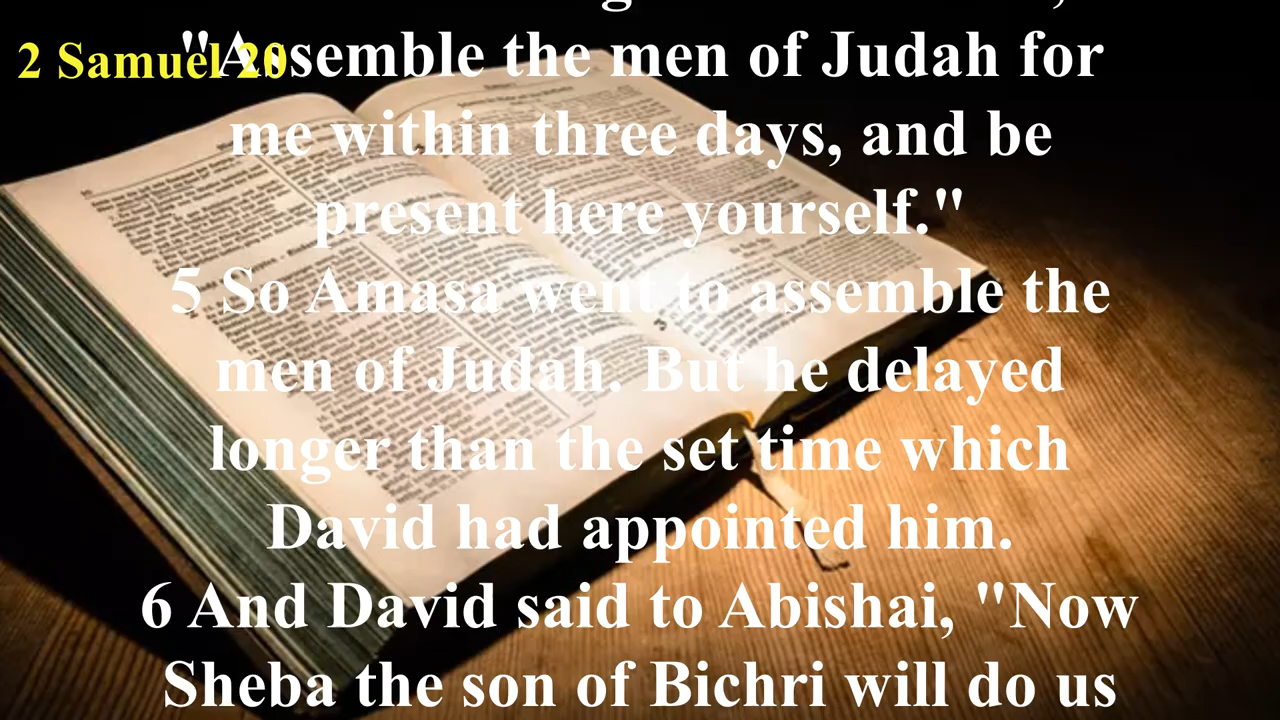 2 Samuel 20
"Assemble the men of Judah for
me within three days, and be
present here yourself."
5 So Amasa went to assemble the
men of Judah. But he delayed
longer than the set time which
David had appointed him.
6 And David said to Abishai, "Now
Sheba the son of Bichri will do us